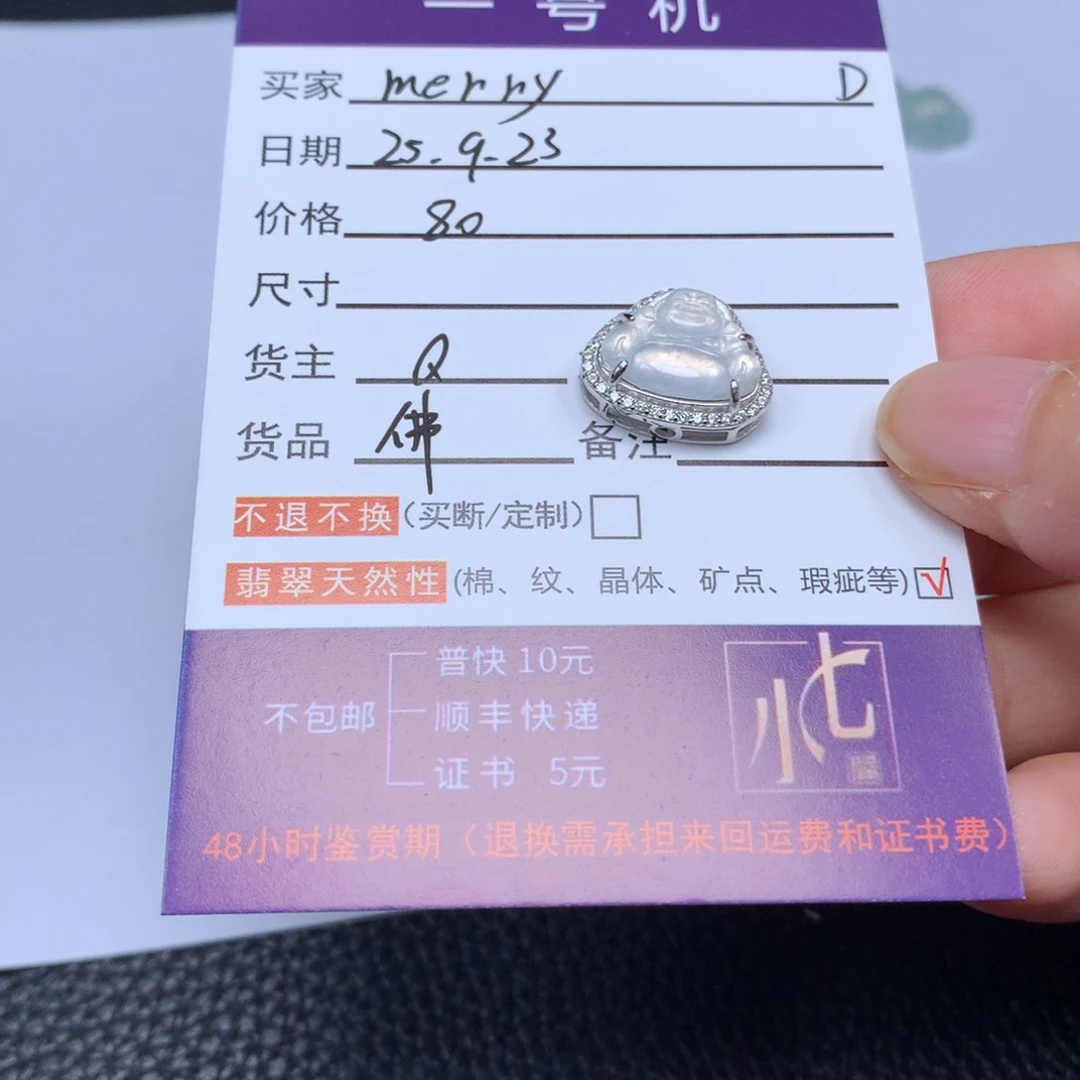 一号机
买家 merry D
日期 25.9.23
价格 80
尺寸
货主 Q
货品 佛 备注
不退不换(买断/定制)
翡翠天然性(棉、纹、晶体、矿点、瑕疵等)
普快 10元
不包邮 顺丰快递
证书 5元
小七
48小时鉴赏期(退换需承担来回运费和证书费)